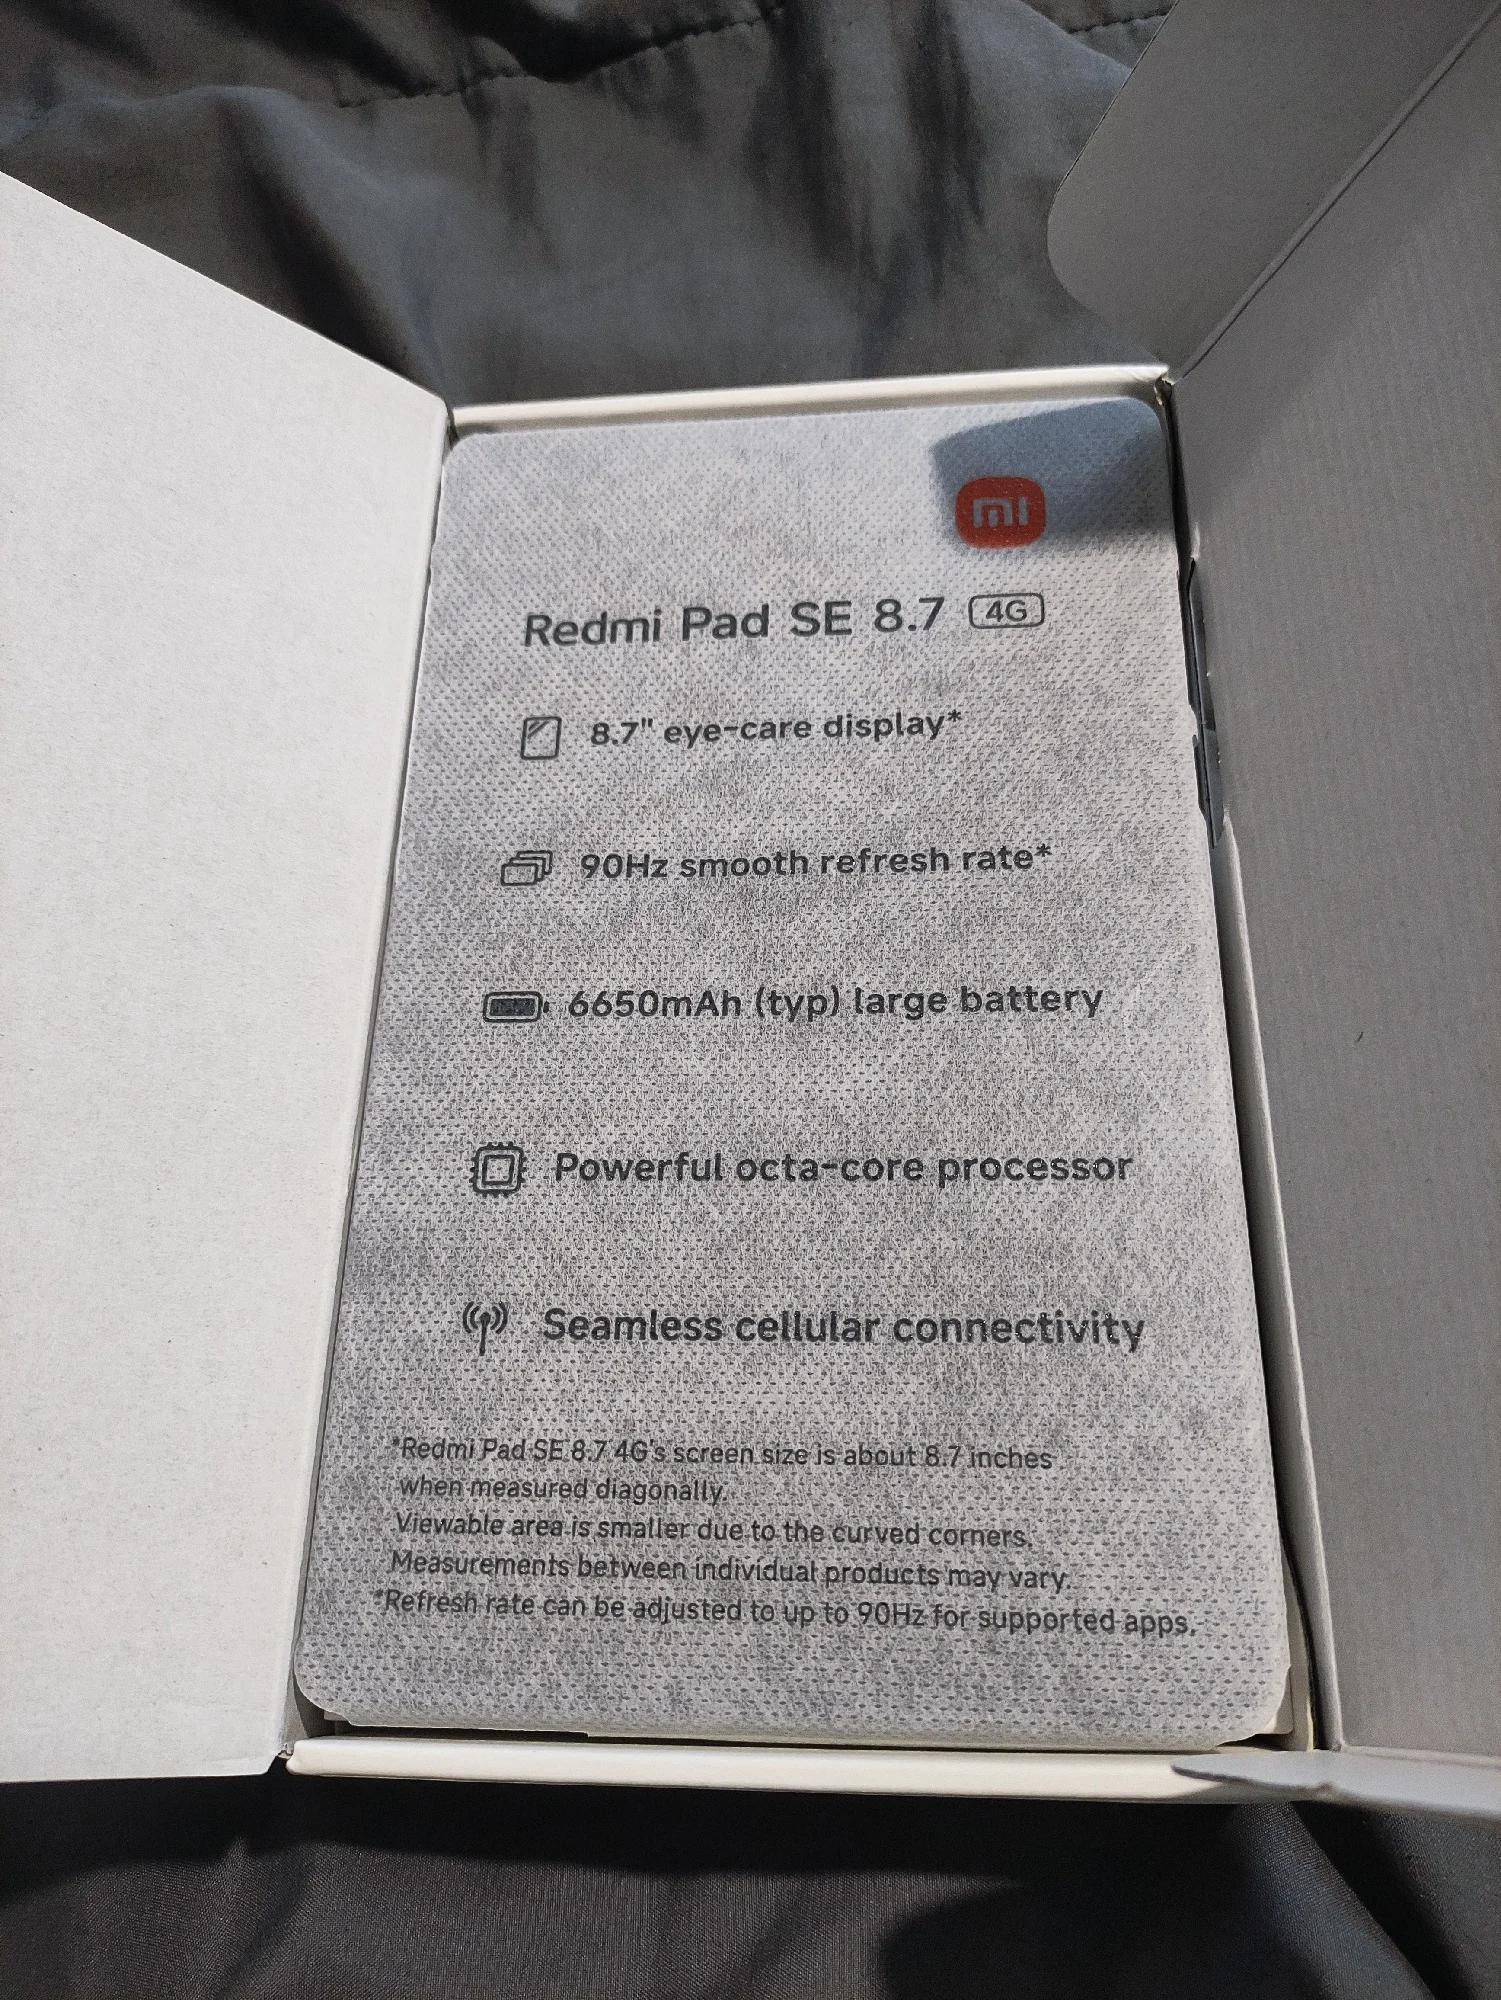 mi
Redmi Pad SE 8.7 4G
8.7" eye-care display*
90Hz smooth refresh rate*
6650mAh (typ) large battery
Powerful octa-core processor
Seamless cellular connectivity
*Redmi Pad SE 8.7 4G's screen size is about 8.7 inches
when measured diagonally.
Viewable area is smaller due to the curved corners.
Measurements between individual products may vary.
*Refresh rate can be adjusted to up to 90Hz for supported apps.